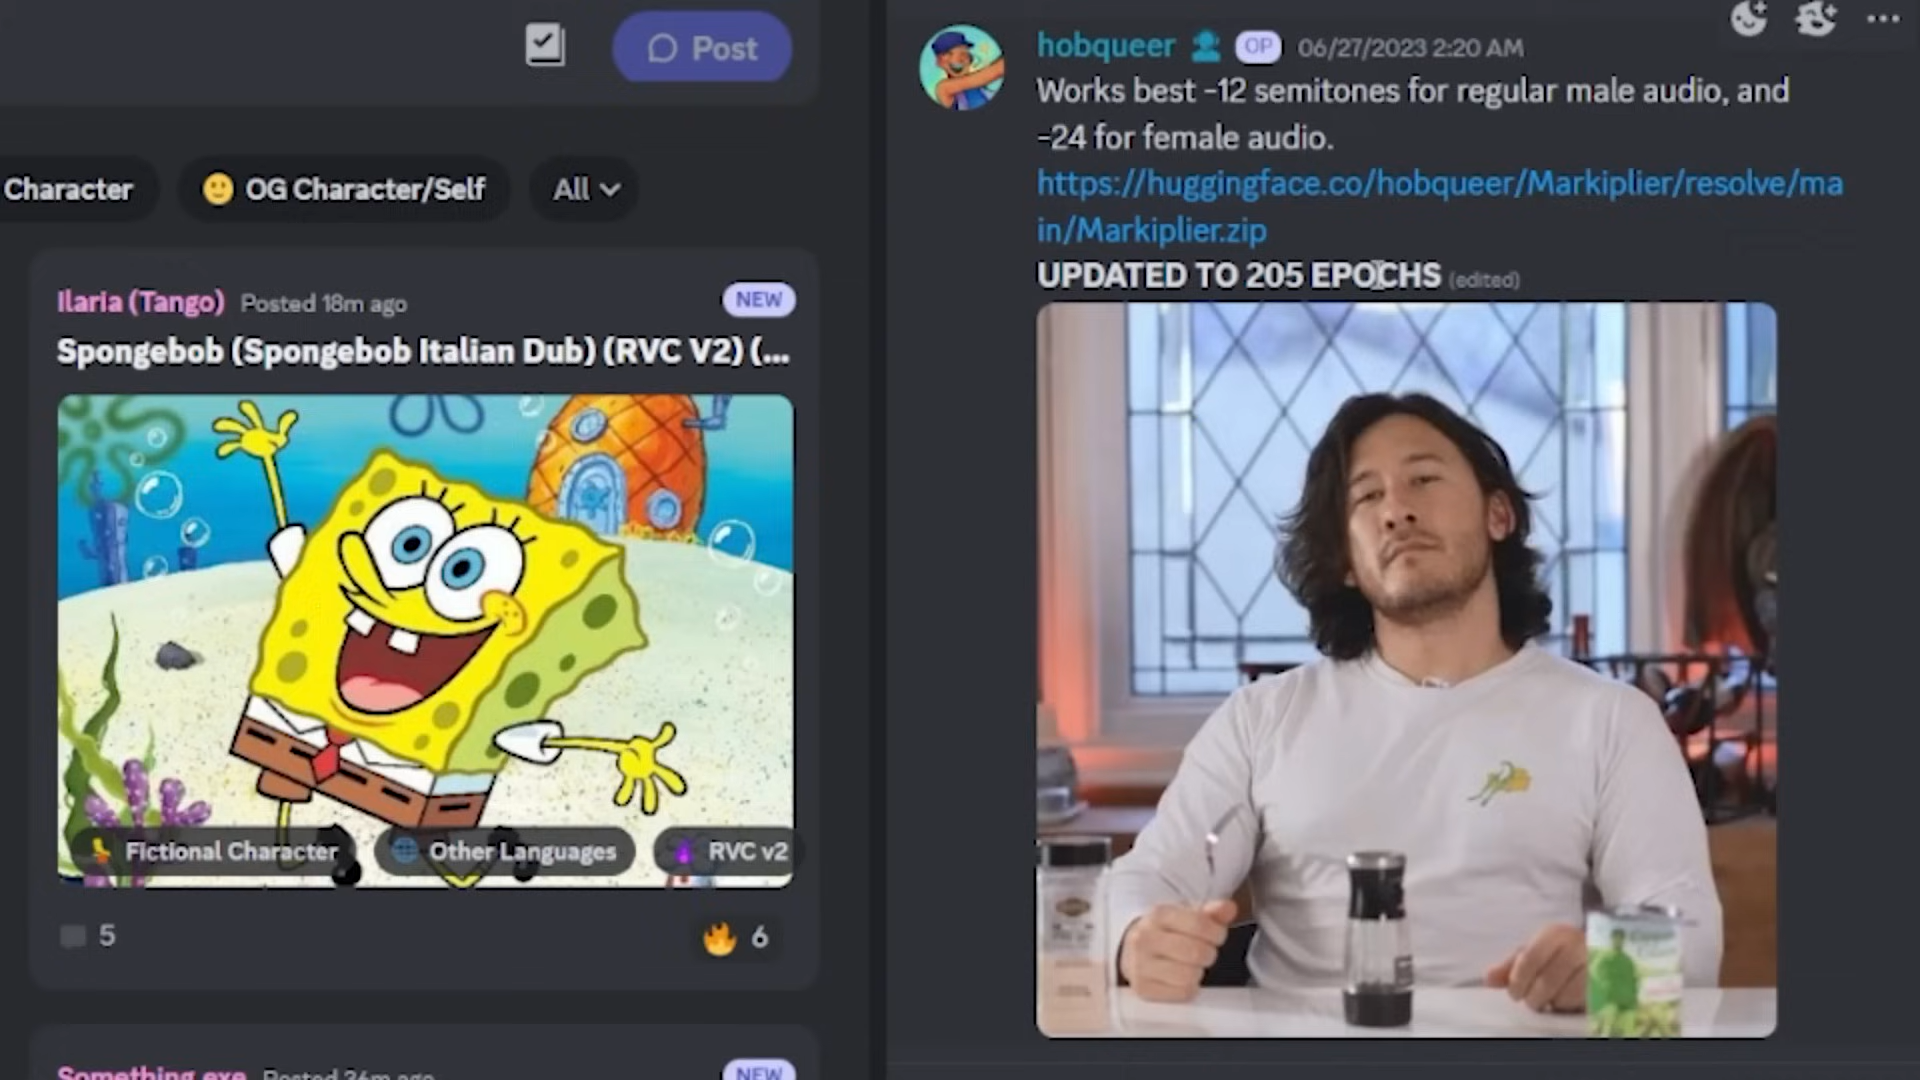 Post
Character
OG Character/Self
All
Ilaria (Tango) Posted 18m ago NEW
Spongebob (Spongebob Italian Dub) (RVC V2) (...
Fictional Character
Other Languages
RVC v2
5
6
Something.exe Posted 26m ago NEW
hobqueer OP 06/27/2023 2:20 AM
Works best -12 semitones for regular male audio, and
-24 for female audio.
https://huggingface.co/hobqueer/Markiplier/resolve/ma
in/Markiplier.zip
UPDATED TO 205 EPOCHS (edited)